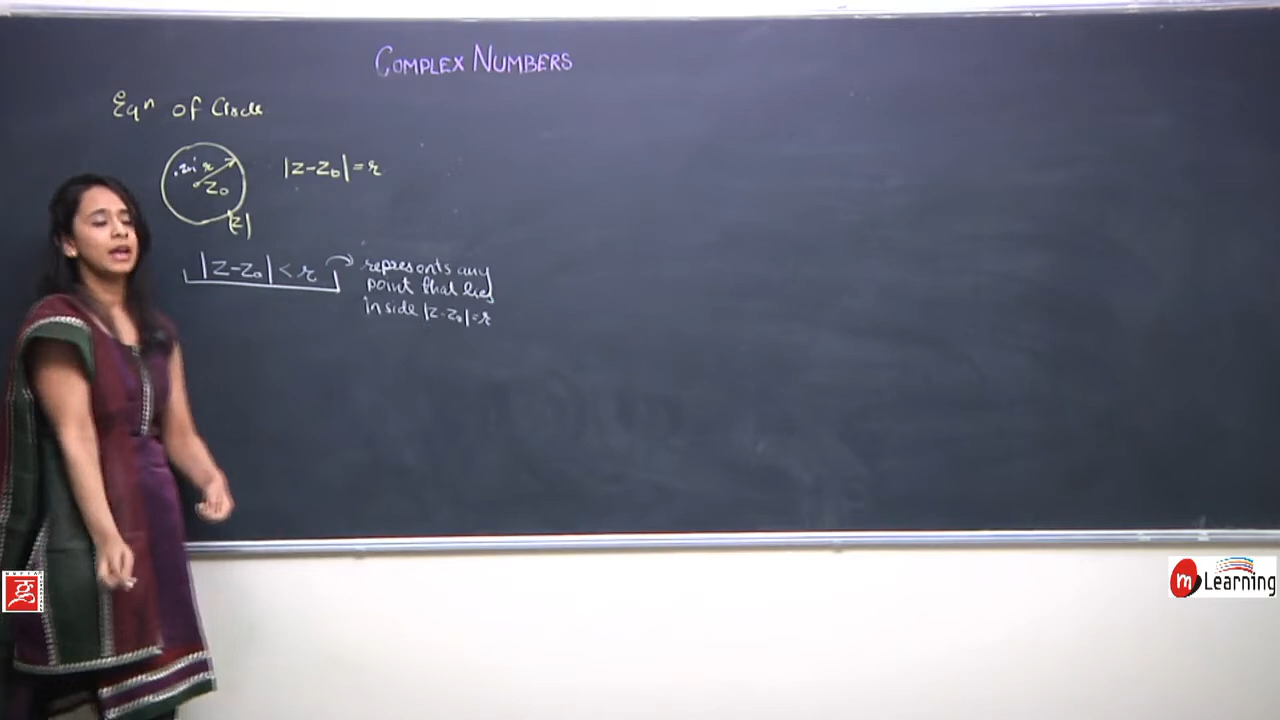 COMPLEX NUMBERS
Eqⁿ of Circle
r
z₀
|z-z₀|=r
z
|z-z₀|<r
represents any
point that lies
inside |z-z₀|=r
m Learning